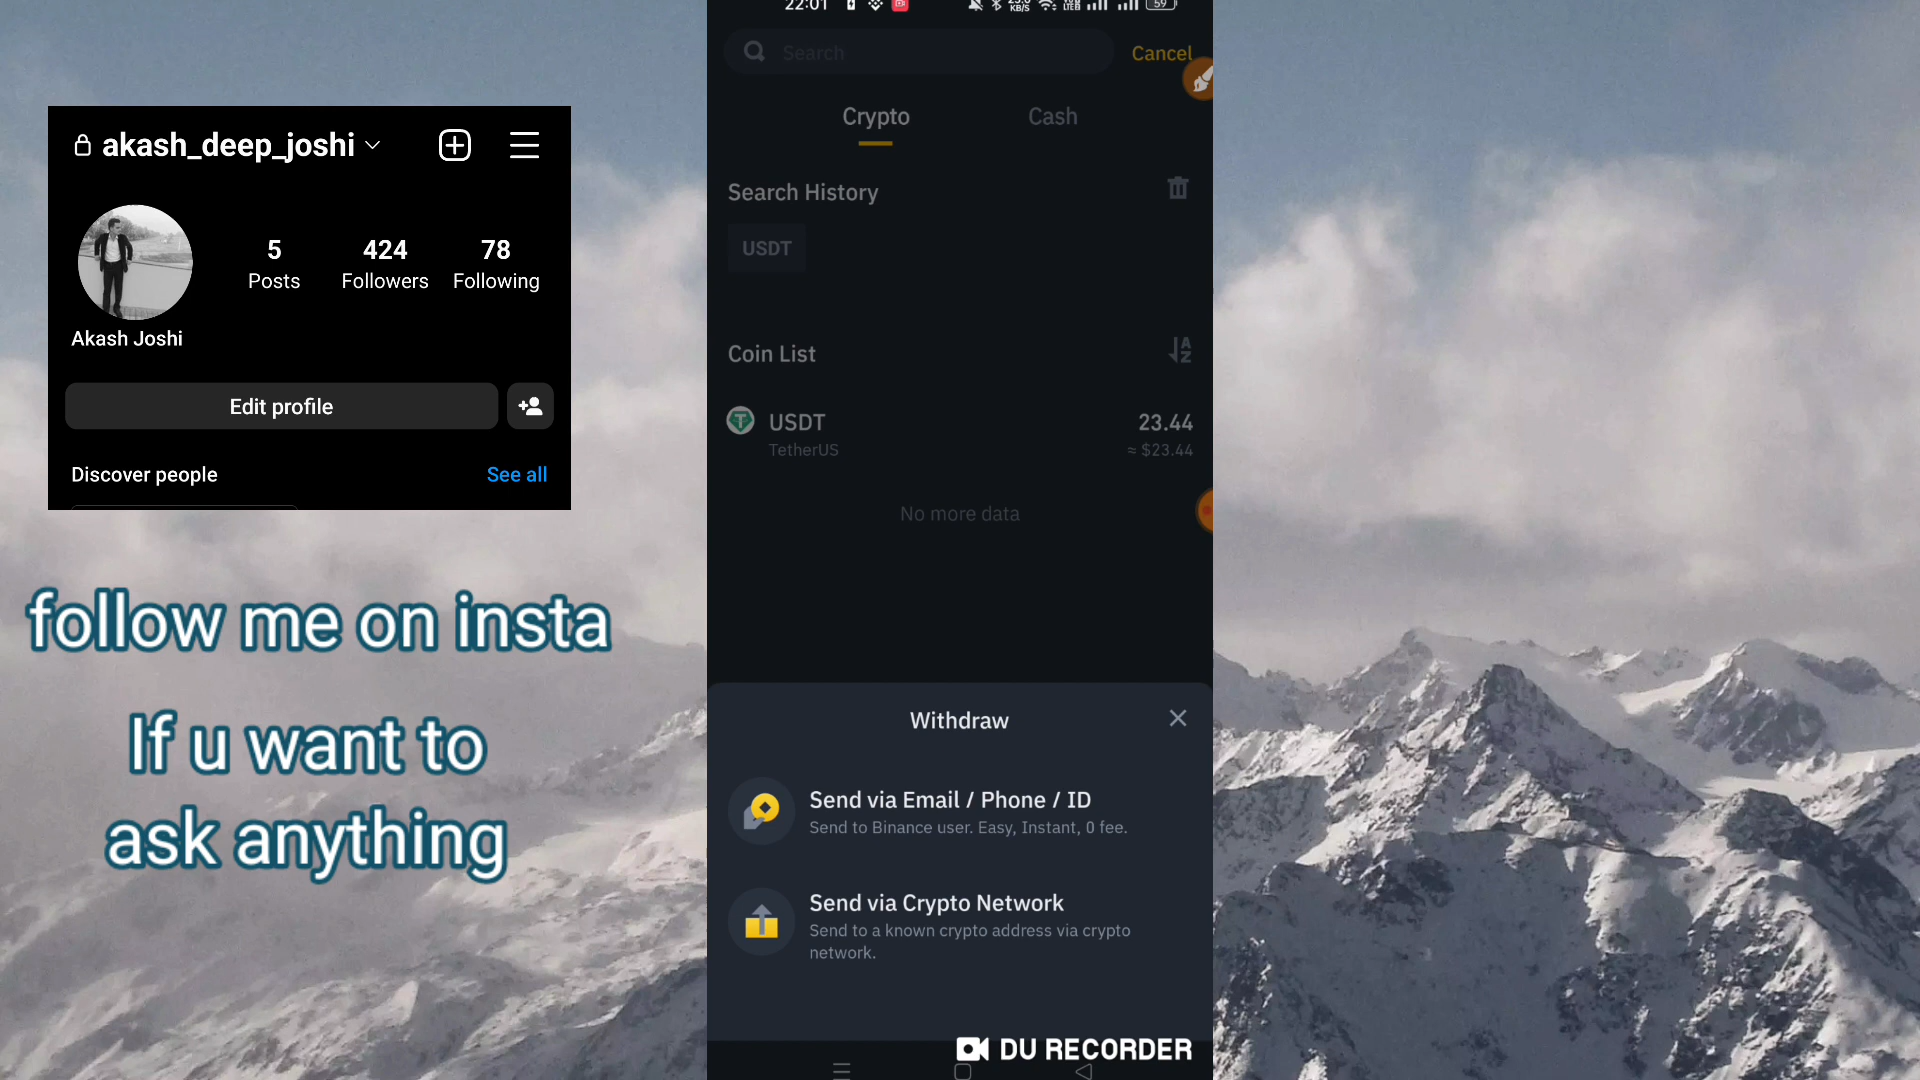 akash_deep_joshi
5 424 78
Posts Followers Following
Akash Joshi
Edit profile
Discover people See all
follow me on insta
If u want to
ask anything
22:01 59
KB/S
Search Cancel
Crypto Cash
Search History
USDT
Coin List
USDT 23.44
TetherUS ≈ $23.44
No more data
Withdraw
Send via Email / Phone / ID
Send to Binance user. Easy, Instant, 0 fee.
Send via Crypto Network
Send to a known crypto address via crypto
network.
DU RECORDER